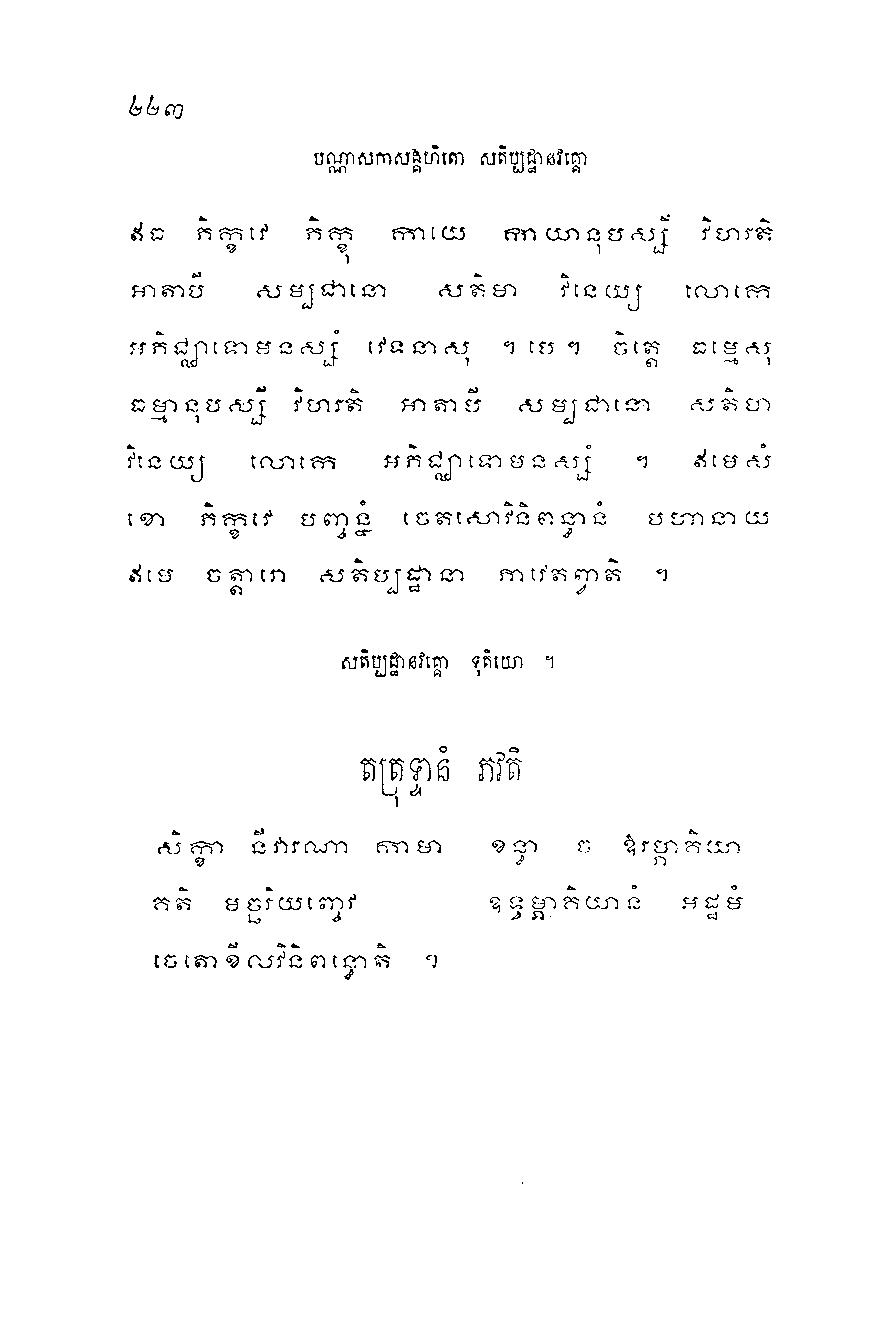 ៤៤៣
បណ្ណាសកាសង្គហិតោ សតិប្បដ្ឋានវគ្គោ
ឥធ ភិក្ខវេ ភិក្ខុ កាយេ កាយានុបស្សី វិហរតិ
អាតាបី សម្បជានោ សតិមា វិនេយ្យ លោកេ
អភិជ្ឈាទោមនស្សំ វេទនាសុ ។ បេ ។ ចិត្តេ ធម្មេសុ
ធម្មានុបស្សី វិហរតិ អាតាបី សម្បជានោ សតិមា
វិនេយ្យ លោកេ អភិជ្ឈាទោមនស្សំ ។ ឥមេសំ
ខោ ភិក្ខវេ បញ្ចន្នំ ចេតសោវិនិពន្ធានំ បហានាយ
ឥមេ ចត្តារោ សតិប្បដ្ឋានា ភាវេតព្វាតិ ។
សតិប្បដ្ឋានវគ្គោ ទុតិយោ ។
តត្រុទ្ទានំ ភវតិ
សិក្ខា នីវរណា កាមា ខន្ធា ច ឱរម្ភាគិយា
គតិ មច្ឆរិយញ្ចេវ ឧទ្ធម្ភាគិយានំ អដ្ឋមំ
ចេតោខីលវិនិពន្ធោតិ ។